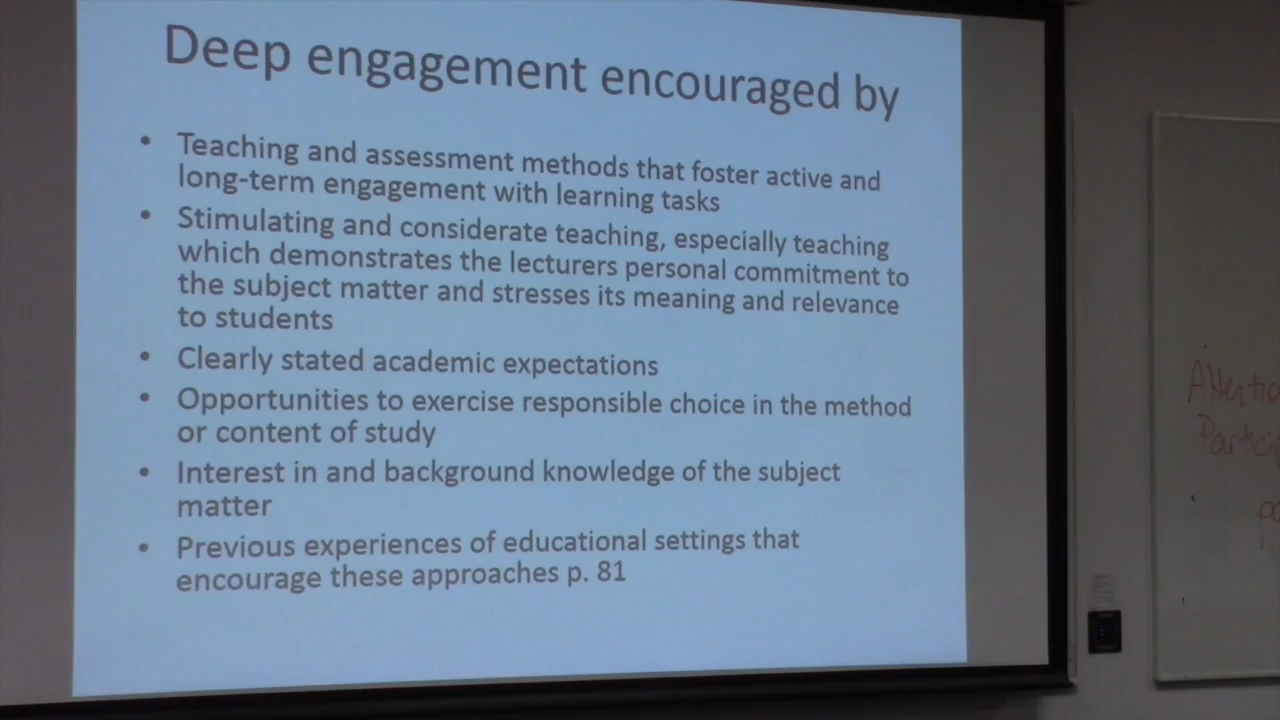 Deep engagement encouraged by
• Teaching and assessment methods that foster active and
long-term engagement with learning tasks
• Stimulating and considerate teaching, especially teaching
which demonstrates the lecturers personal commitment to
the subject matter and stresses its meaning and relevance
to students
• Clearly stated academic expectations
• Opportunities to exercise responsible choice in the method
or content of study
• Interest in and background knowledge of the subject
matter
• Previous experiences of educational settings that
encourage these approaches p. 81